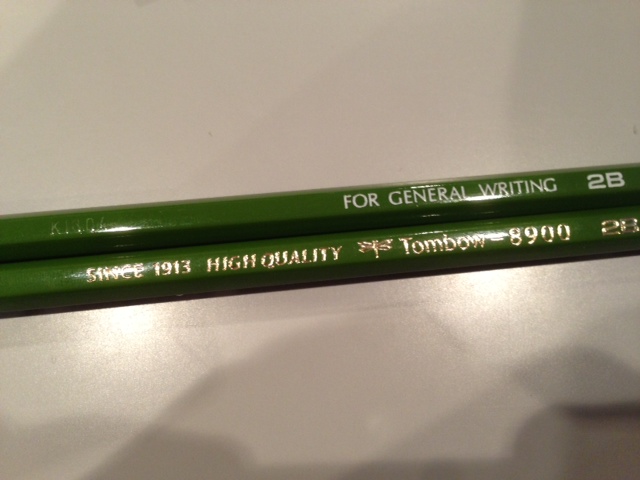 FOR GENERAL WRITING 2B
SINCE 1913 HIGH QUALITY Tombow-8900 2B